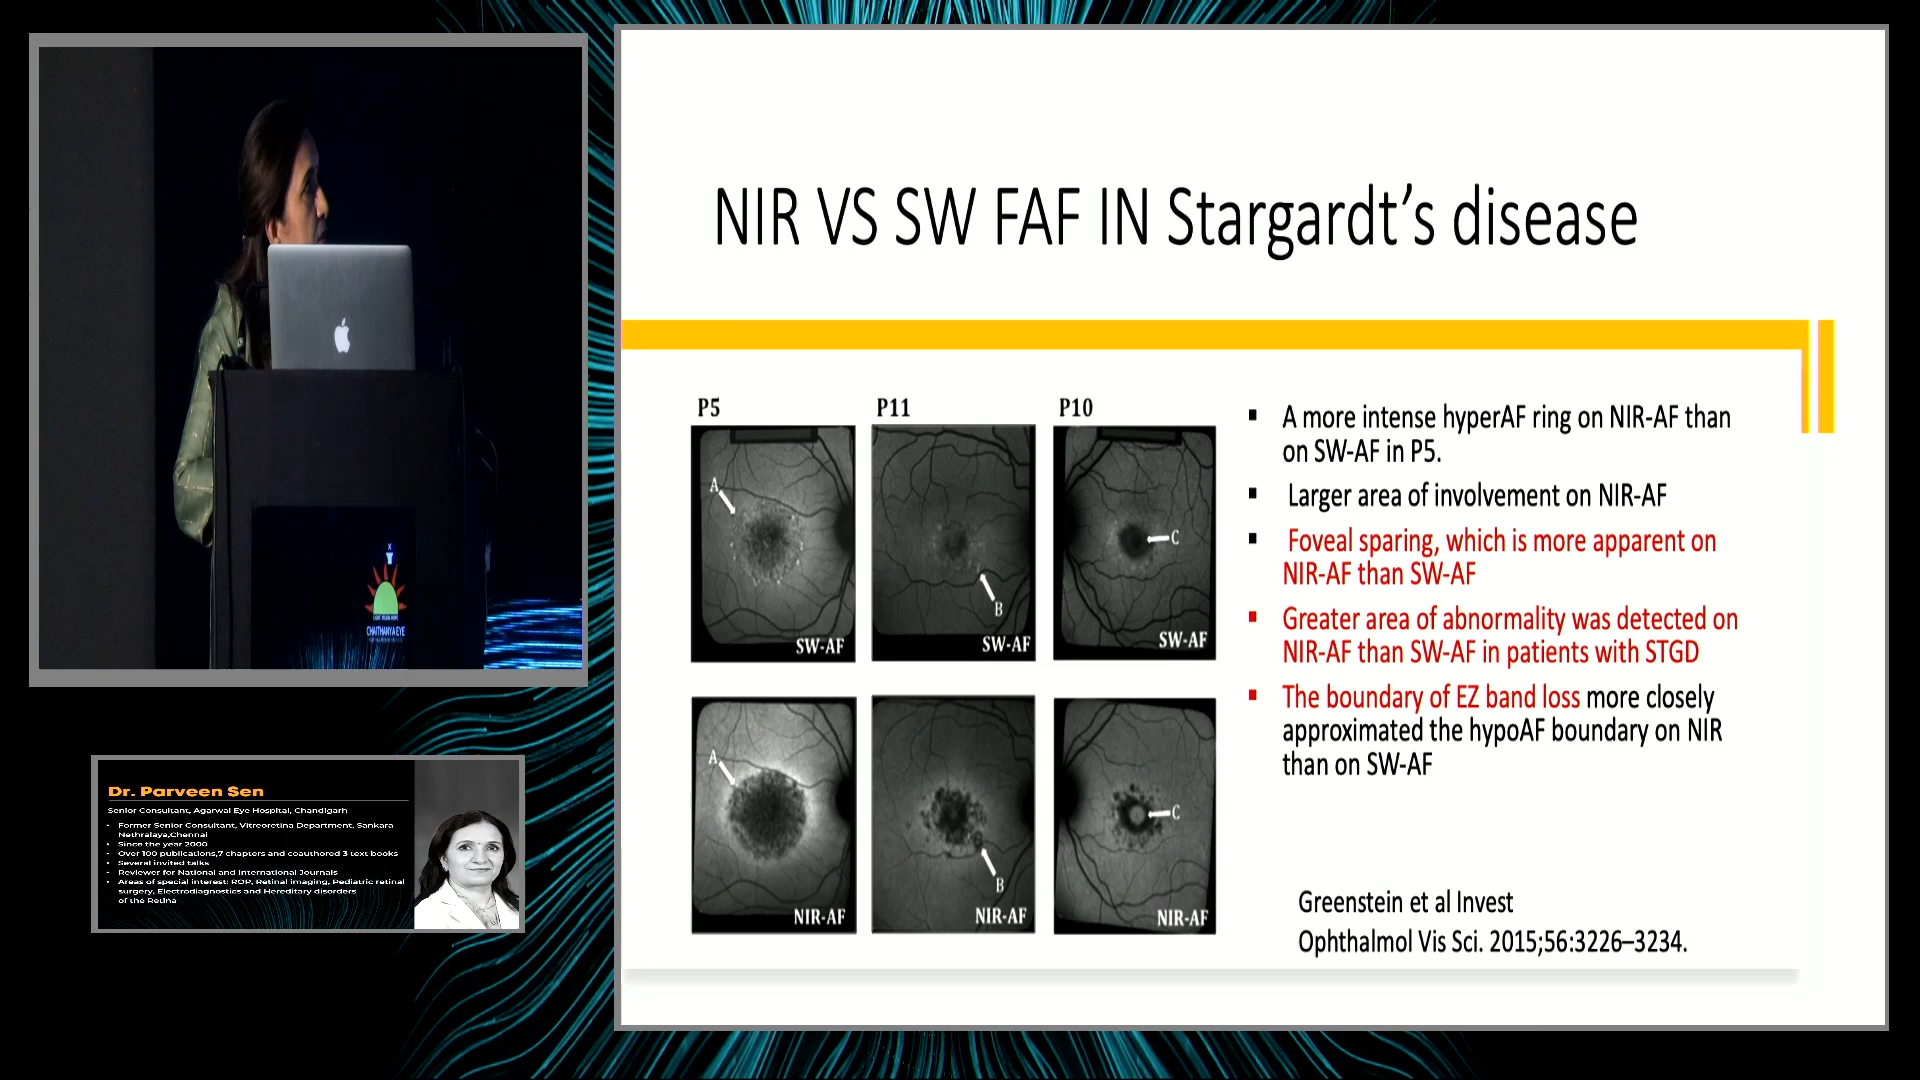 NIR VS SW FAF IN Stargardt's disease
P5
P11
P10
A
B
C
SW-AF
SW-AF
SW-AF
A
B
C
NIR-AF
NIR-AF
NIR-AF
▪ A more intense hyperAF ring on NIR-AF than
on SW-AF in P5.
▪ Larger area of involvement on NIR-AF
▪ Foveal sparing, which is more apparent on
NIR-AF than SW-AF
▪ Greater area of abnormality was detected on
NIR-AF than SW-AF in patients with STGD
▪ The boundary of EZ band loss more closely
approximated the hypoAF boundary on NIR
than on SW-AF
Greenstein et al Invest
Ophthalmol Vis Sci. 2015;56:3226–3234.
CHAITHANYA EYE
Dr. Parveen Sen
Senior Consultant, Agarwal Eye Hospital, Chandigarh
• Former Senior Consultant, Vitreoretina Department, Sankara
Nethralaya,Chennai
• Since the year 2000
• Over 100 publications,7 chapters and coauthored 3 text books
• Several invited talks
• Reviewer for National and International Journals
• Areas of special interest: ROP, Retinal imaging, Pediatric retinal
surgery, Electrodiagnostics and Hereditary disorders
of the Retina